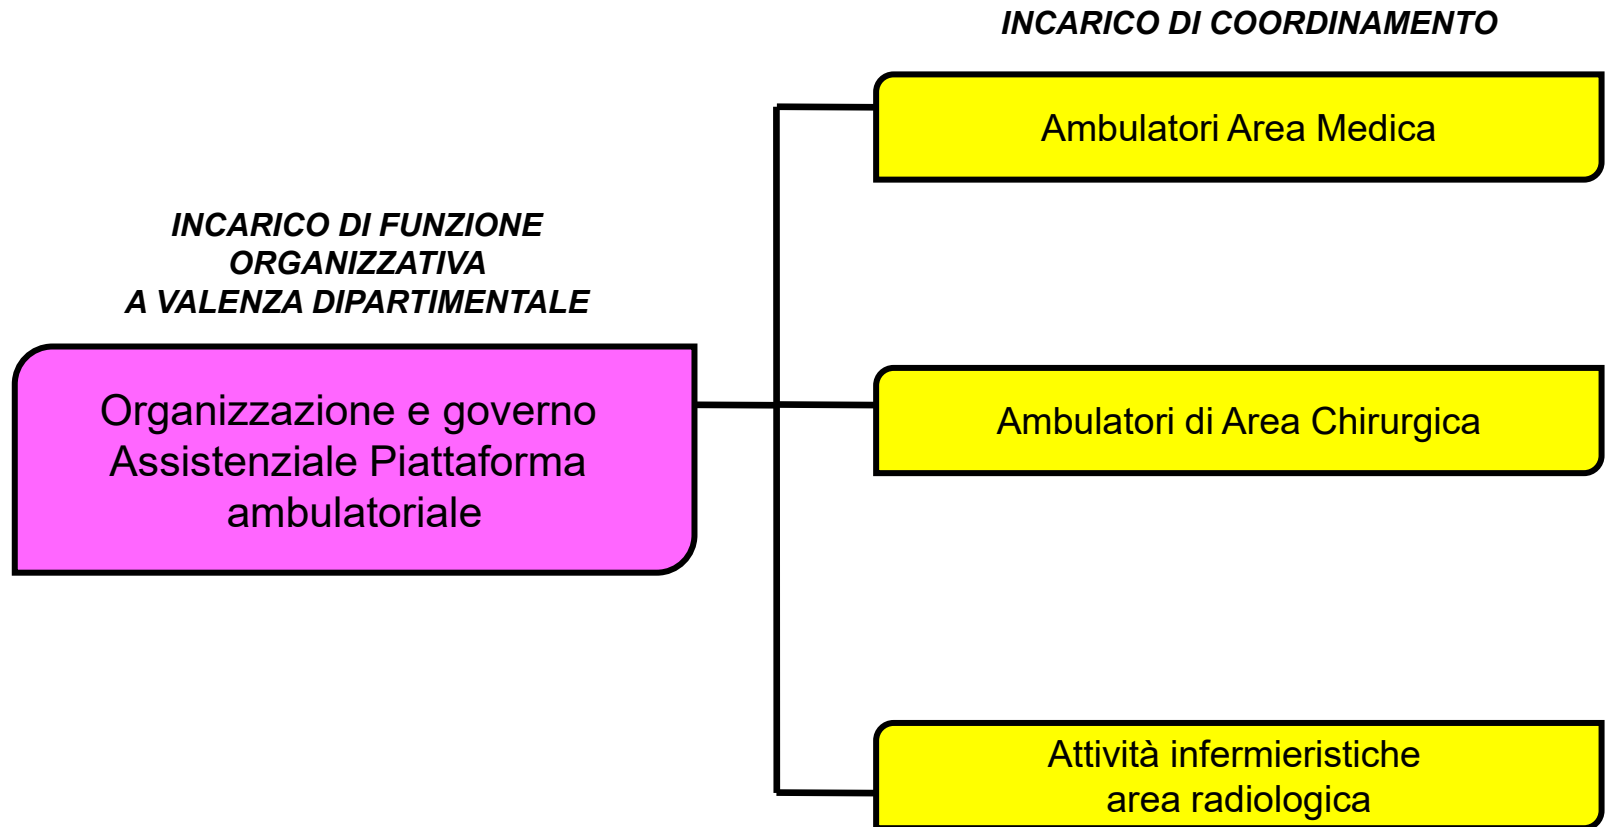 INCARICO DI COORDINAMENTO
Ambulatori Area Medica
INCARICO DI FUNZIONE
ORGANIZZATIVA
A VALENZA DIPARTIMENTALE
Organizzazione e governo
Assistenziale Piattaforma
ambulatoriale
Ambulatori di Area Chirurgica
Attività infermieristiche
area radiologica